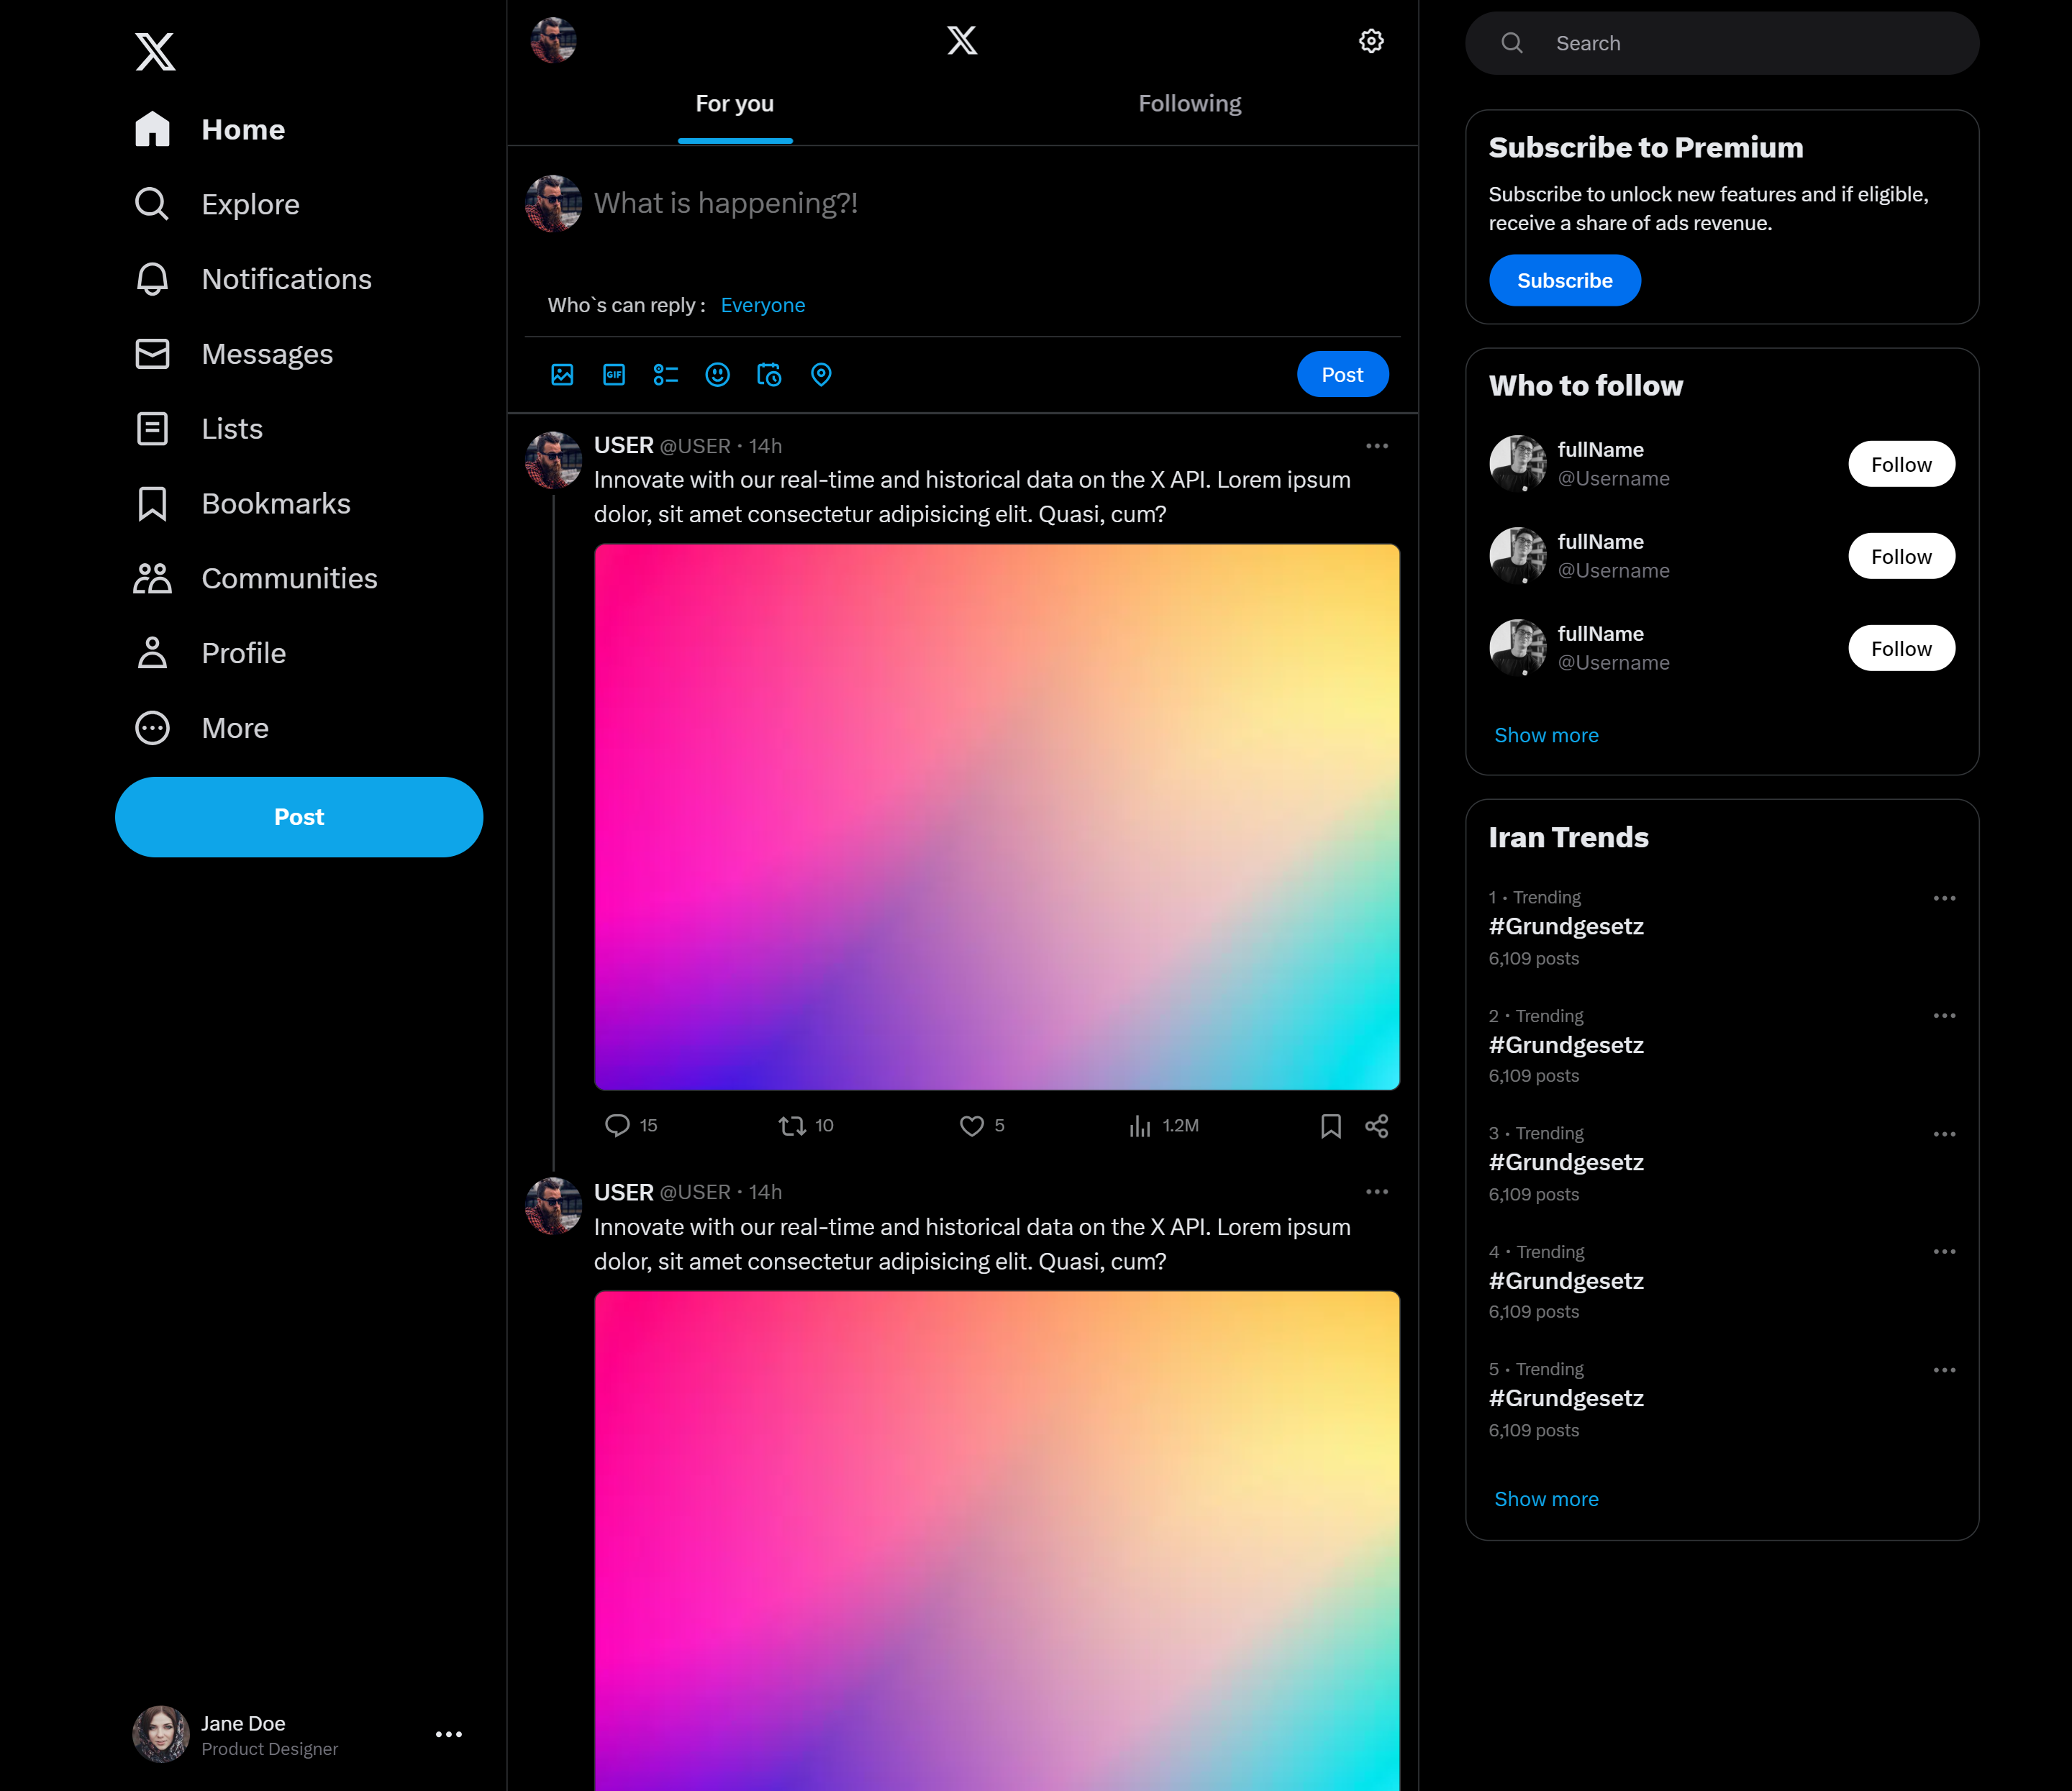 Home
Explore
Notifications
Messages
Lists
Bookmarks
Communities
Profile
More
Post
Jane Doe
Product Designer
For you
Following
What is happening?!
Who`s can reply : Everyone
GIF
Post
USER @USER · 14h
Innovate with our real-time and historical data on the X API. Lorem ipsum
dolor, sit amet consectetur adipisicing elit. Quasi, cum?
15 10 5 1.2M
USER @USER · 14h
Innovate with our real-time and historical data on the X API. Lorem ipsum
dolor, sit amet consectetur adipisicing elit. Quasi, cum?
Search
Subscribe to Premium
Subscribe to unlock new features and if eligible,
receive a share of ads revenue.
Subscribe
Who to follow
fullName
@Username
Follow
fullName
@Username
Follow
fullName
@Username
Follow
Show more
Iran Trends
1 · Trending
#Grundgesetz
6,109 posts
2 · Trending
#Grundgesetz
6,109 posts
3 · Trending
#Grundgesetz
6,109 posts
4 · Trending
#Grundgesetz
6,109 posts
5 · Trending
#Grundgesetz
6,109 posts
Show more